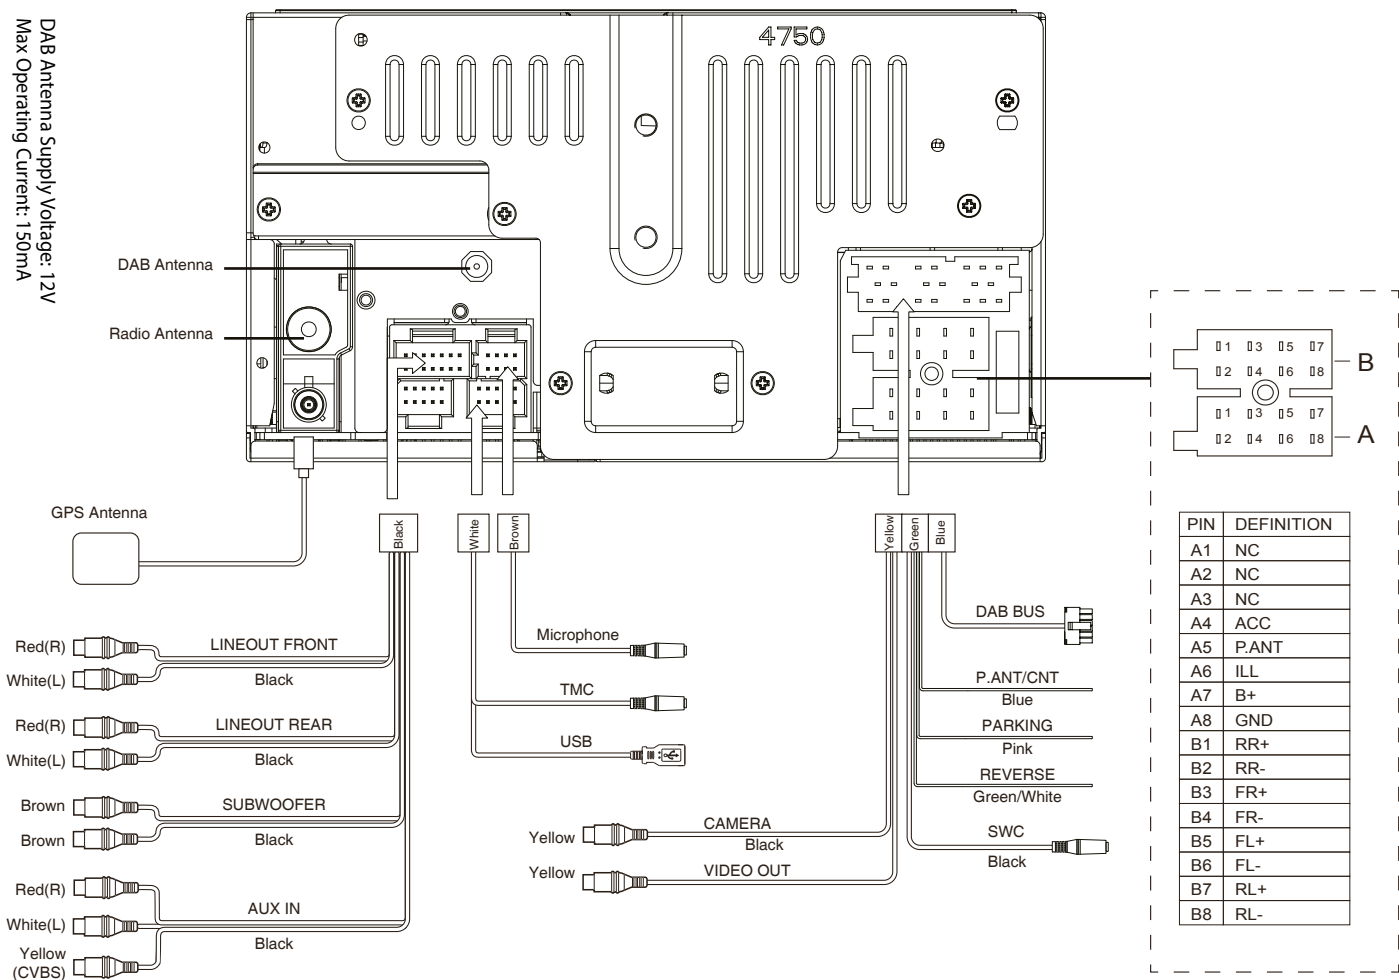 DAB Antenna Supply Voltage: 12V
Max Operating Current: 150mA
4750
DAB Antenna
Radio Antenna
GPS Antenna
Black
White
Brown
Yellow
Green
Blue
Red(R)
LINEOUT FRONT
White(L)
Black
Red(R)
LINEOUT REAR
White(L)
Black
Brown
SUBWOOFER
Brown
Black
Red(R)
AUX IN
White(L)
Black
Yellow
(CVBS)
Microphone
TMC
USB
DAB BUS
P.ANT/CNT
Blue
PARKING
Pink
REVERSE
Green/White
SWC
Black
Yellow
CAMERA
Black
Yellow
VIDEO OUT
1 3 5 7
2 4 6 8
B
1 3 5 7
2 4 6 8
A
PIN DEFINITION
A1 NC
A2 NC
A3 NC
A4 ACC
A5 P.ANT
A6 ILL
A7 B+
A8 GND
B1 RR+
B2 RR-
B3 FR+
B4 FR-
B5 FL+
B6 FL-
B7 RL+
B8 RL-